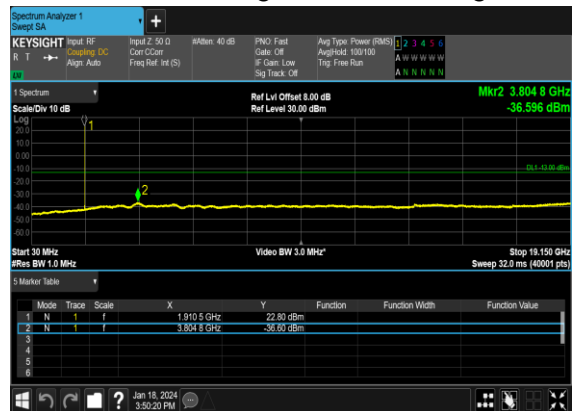 Spectrum Analyzer 1
Swept SA
+
KEYSIGHT Input: RF Input Z: 50 Ω #Atten: 40 dB PNO: Fast Avg Type: Power (RMS) 1 2 3 4 5 6
R T Coupling: DC Corr CCorr Gate: Off Avg|Hold: 100/100 A W W W W W
Align: Auto Freq Ref: Int (S) IF Gain: Low Trig: Free Run
Sig Track: Off A N N N N N
1 Spectrum Ref Lvl Offset 8.00 dB Mkr2 3.804 8 GHz
Scale/Div 10 dB Ref Level 30.00 dBm -36.596 dBm
Log
20.0 1
10.0
0.00
-10.0 DL1 -13.00 dBm
-20.0
-30.0 2
-40.0
-50.0
-60.0
Start 30 MHz Video BW 3.0 MHz* Stop 19.150 GHz
#Res BW 1.0 MHz Sweep 32.0 ms (40001 pts)
5 Marker Table
Mode Trace Scale X Y Function Function Width Function Value
1 N 1 f 1.910 5 GHz 22.80 dBm
2 N 1 f 3.804 8 GHz -36.60 dBm
3
4
5
6
? Jan 18, 2024
3:50:20 PM